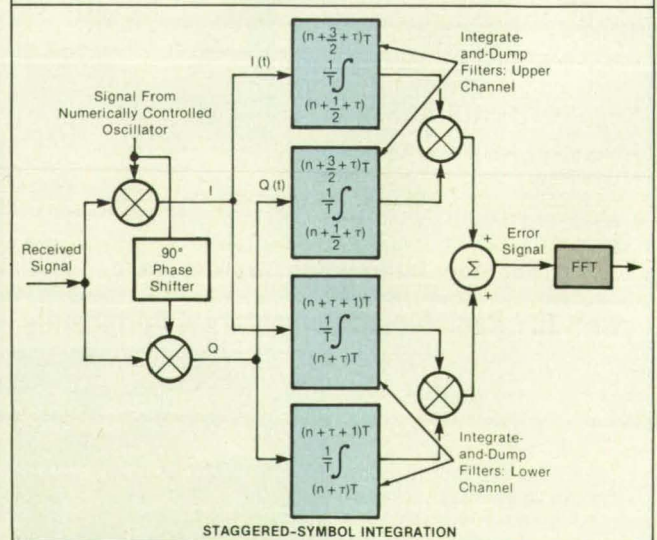 (n + 3/2 + τ)T
1/T ∫
(n + 1/2 + τ)
I (t)
Integrate-
and-Dump
Filters: Upper
Channel
Signal From
Numerically Controlled
Oscillator
I
(n + 3/2 + τ)T
1/T ∫
(n + 1/2 + τ)
Q (t)
Received
Signal
90°
Phase
Shifter
+
Σ
+
Error
Signal
FFT
(n + τ + 1)T
1/T ∫
(n + τ)T
Q
(n + τ + 1)T
1/T ∫
(n + τ)T
Integrate-
and-Dump
Filters: Lower
Channel
STAGGERED-SYMBOL INTEGRATION